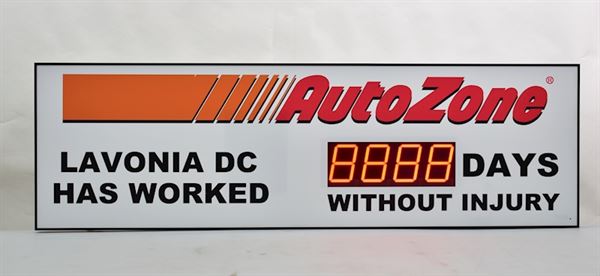 AutoZone®
LAVONIA DC
HAS WORKED
8888 DAYS
WITHOUT INJURY